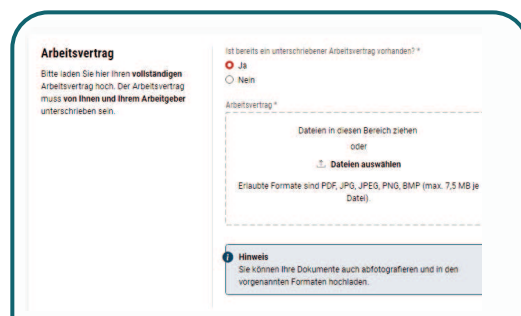 Arbeitsvertrag
Bitte laden Sie hier Ihren vollständigen
Arbeitsvertrag hoch. Der Arbeitsvertrag
muss von Ihnen und Ihrem Arbeitgeber
unterschrieben sein.
Ist bereits ein unterschriebener Arbeitsvertrag vorhanden? *
Ja
Nein
Arbeitsvertrag *
Dateien in diesen Bereich ziehen
oder
Dateien auswählen
Erlaubte Formate sind PDF, JPG, JPEG, PNG, BMP (max. 7,5 MB je
Datei).
Hinweis
Sie können Ihre Dokumente auch abfotografieren und in den
vorgenannten Formaten hochladen.